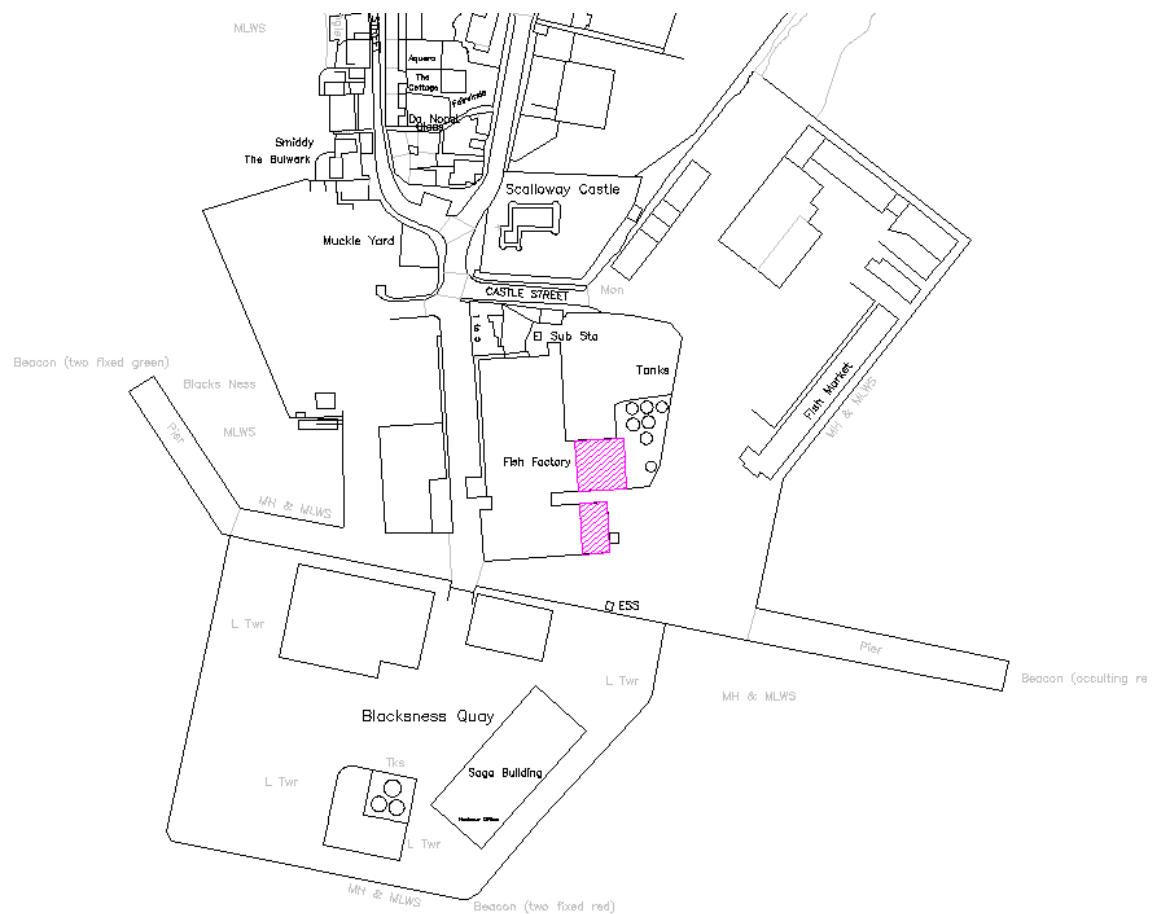 MLWS
Aquera
The
Cottage
Da Noost
Smiddy
The Bulwark
Scalloway Castle
Muckle Yard
CASTLE STREET
Mon
El Sub Sta
Beacon (two fixed green)
Blacks Ness
Tanks
Fish Market
MH & MLWS
Pier
MLWS
Fish Factory
MH & MLWS
ESS
L Twr
Pier
L Twr
MH & MLWS
Beacon (occulting re
Blacksness Quay
Tks
L Twr
Saga Building
Harbour Office
L Twr
MH & MLWS
Beacon (two fixed red)